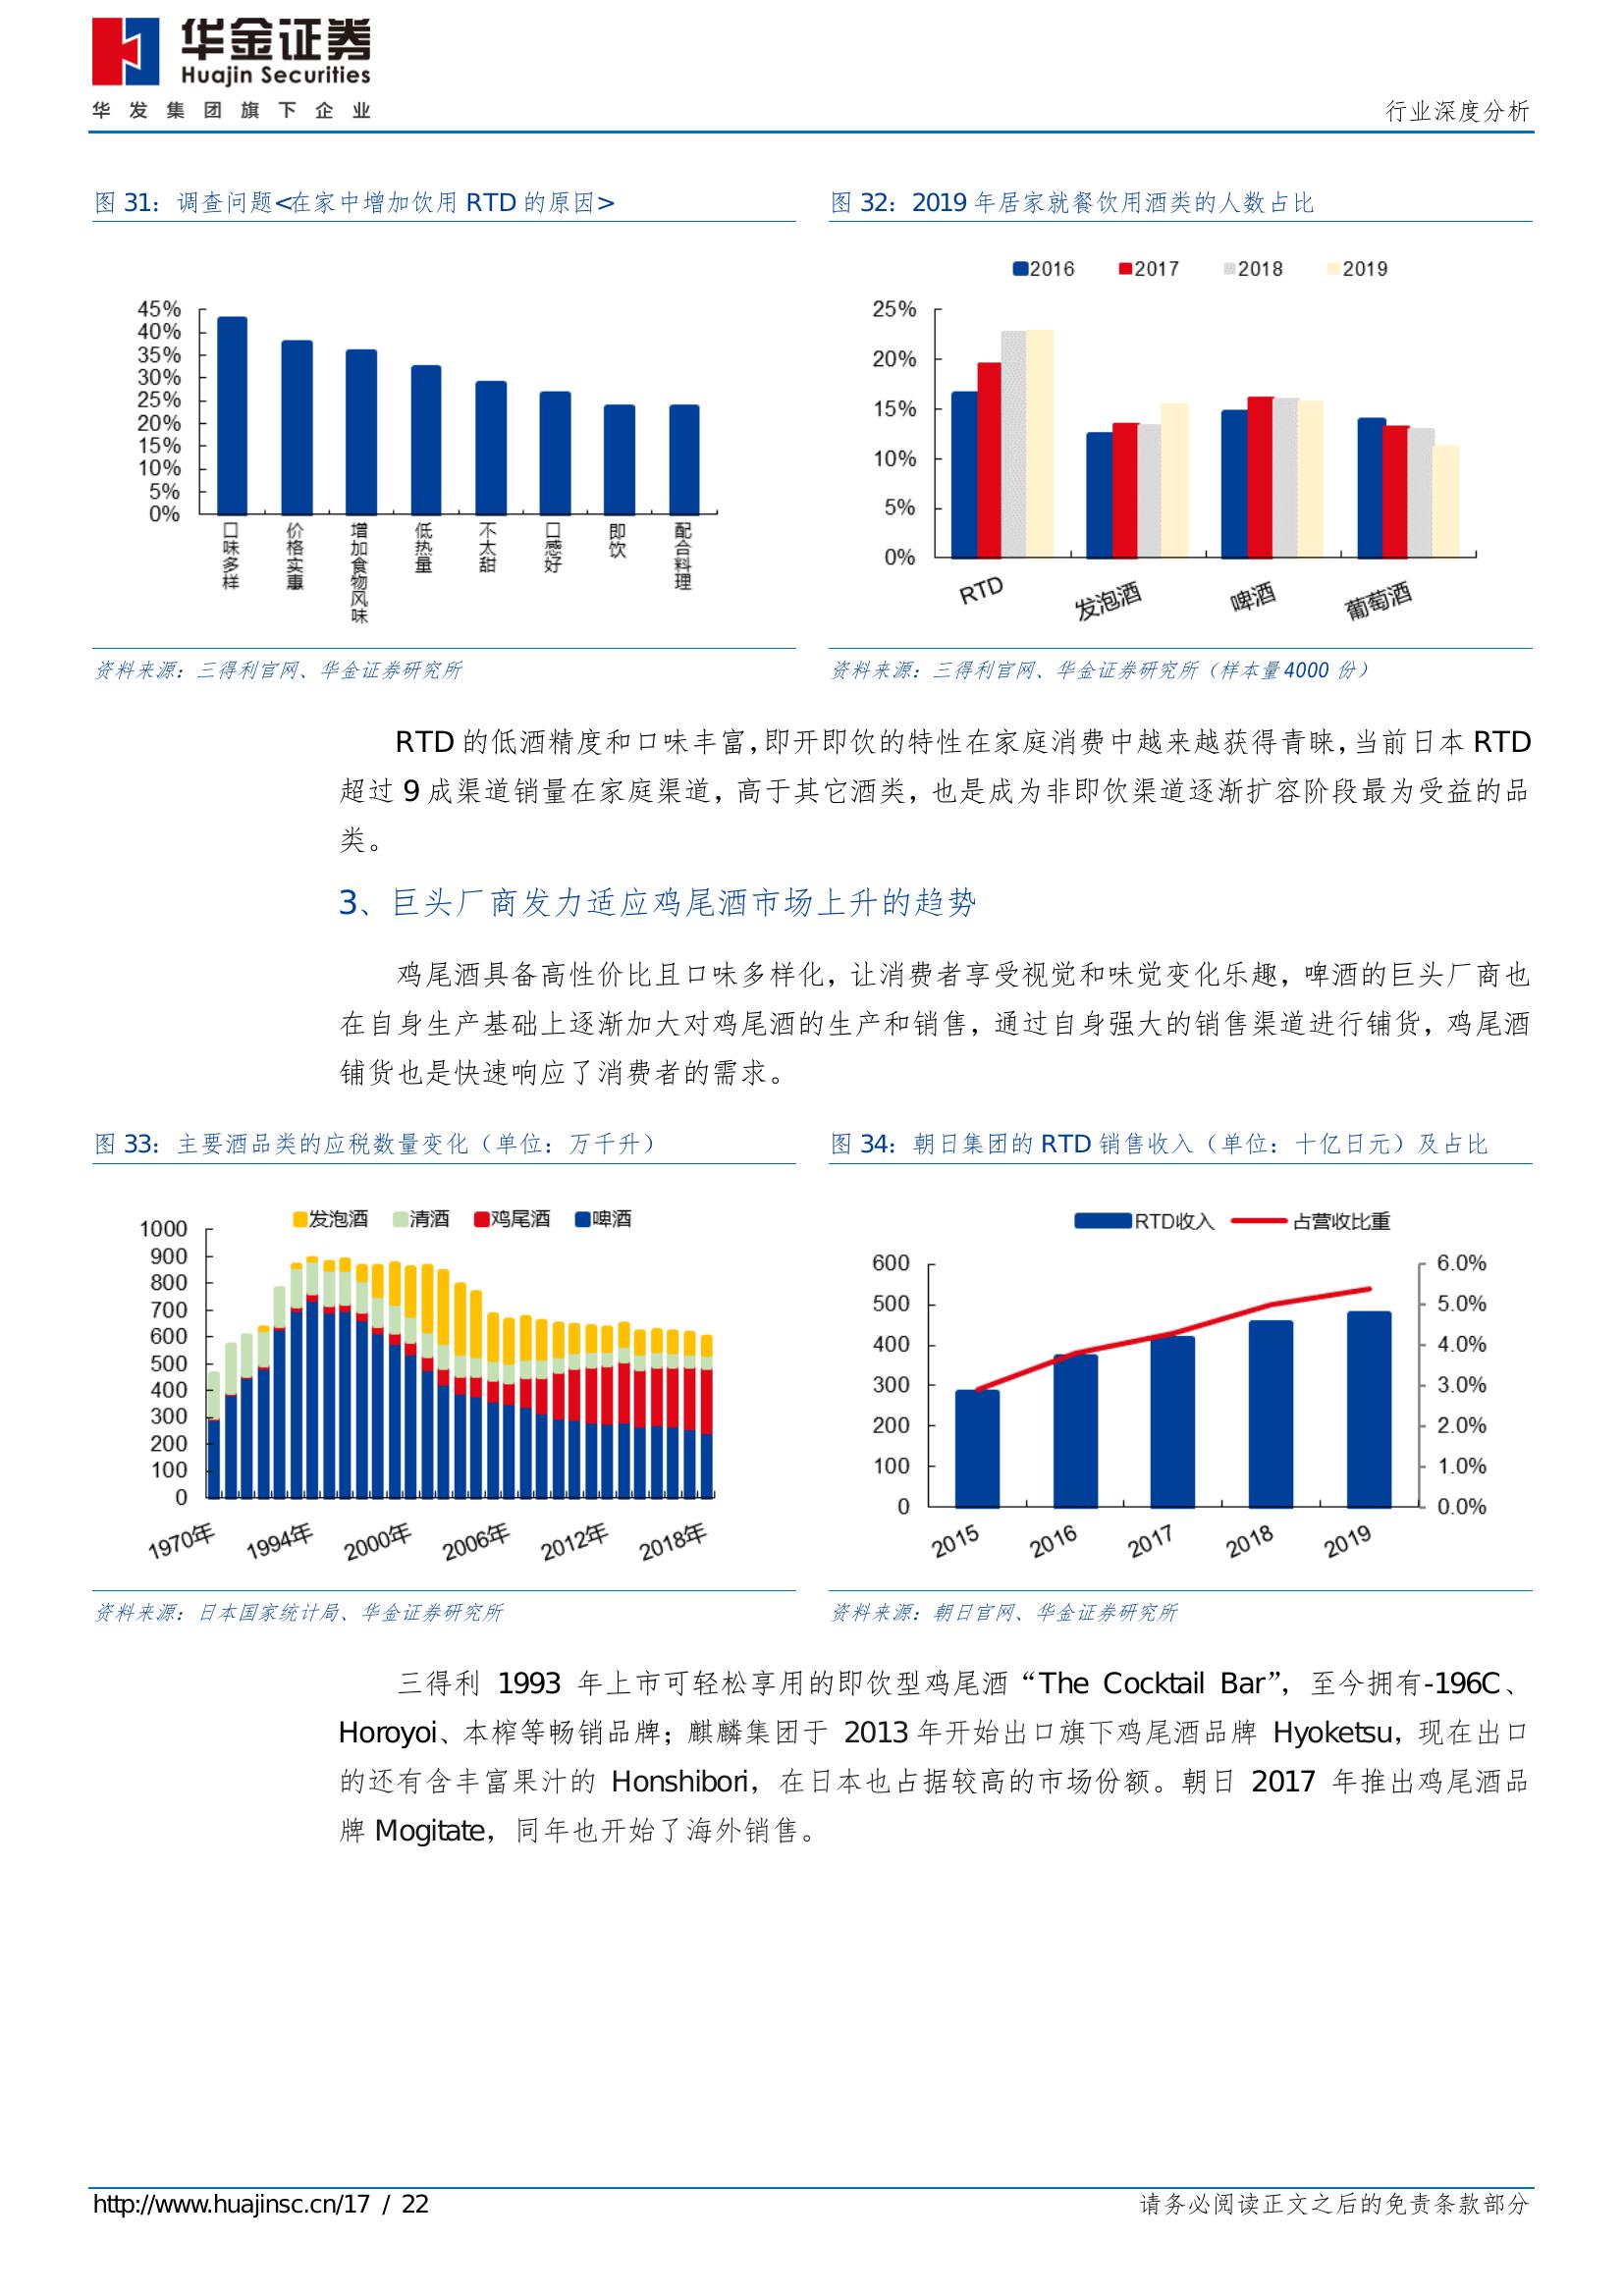 华金证券
Huajin Securities
华发集团旗下企业
行业深度分析
图 31：调查问题<在家中增加饮用 RTD 的原因>
45%
40%
35%
30%
25%
20%
15%
10%
5%
0%
口味多样
价格实惠
增加食物风味
低热量
不太甜
口感好
即饮
配合料理
资料来源：三得利官网、华金证券研究所
图 32：2019 年居家就餐饮用酒类的人数占比
2016 2017 2018 2019
25%
20%
15%
10%
5%
0%
RTD 发泡酒 啤酒 葡萄酒
资料来源：三得利官网、华金证券研究所（样本量 4000 份）
RTD 的低酒精度和口味丰富，即开即饮的特性在家庭消费中越来越获得青睐，当前日本 RTD
超过 9 成渠道销量在家庭渠道，高于其它酒类，也是成为非即饮渠道逐渐扩容阶段最为受益的品
类。
3、巨头厂商发力适应鸡尾酒市场上升的趋势
鸡尾酒具备高性价比且口味多样化，让消费者享受视觉和味觉变化乐趣，啤酒的巨头厂商也
在自身生产基础上逐渐加大对鸡尾酒的生产和销售，通过自身强大的销售渠道进行铺货，鸡尾酒
铺货也是快速响应了消费者的需求。
图 33：主要酒品类的应税数量变化（单位：万千升）
发泡酒 清酒 鸡尾酒 啤酒
1000
900
800
700
600
500
400
300
200
100
0
1970年 1994年 2000年 2006年 2012年 2018年
资料来源：日本国家统计局、华金证券研究所
图 34：朝日集团的 RTD 销售收入（单位：十亿日元）及占比
RTD收入 占营收比重
600
500
400
300
200
100
0
6.0%
5.0%
4.0%
3.0%
2.0%
1.0%
0.0%
2015 2016 2017 2018 2019
资料来源：朝日官网、华金证券研究所
三得利 1993 年上市可轻松享用的即饮型鸡尾酒“The Cocktail Bar”，至今拥有-196C、
Horoyoi、本榨等畅销品牌；麒麟集团于 2013 年开始出口旗下鸡尾酒品牌 Hyoketsu，现在出口
的还有含丰富果汁的 Honshibori，在日本也占据较高的市场份额。朝日 2017 年推出鸡尾酒品
牌 Mogitate，同年也开始了海外销售。
http://www.huajinsc.cn/17 / 22
请务必阅读正文之后的免责条款部分